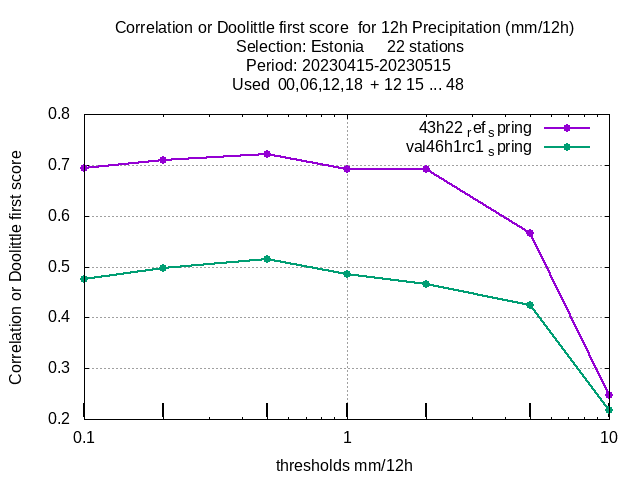 Correlation or Doolittle first score  for 12h Precipitation (mm/12h)
Selection: Estonia     22 stations
Period: 20230415-20230515
Used  00,06,12,18  + 12 15 ... 48
43h22 ref spring
val46h1rc1 spring
Correlation or Doolittle first score
0.8
0.7
0.6
0.5
0.4
0.3
0.2
0.1
1
10
thresholds mm/12h